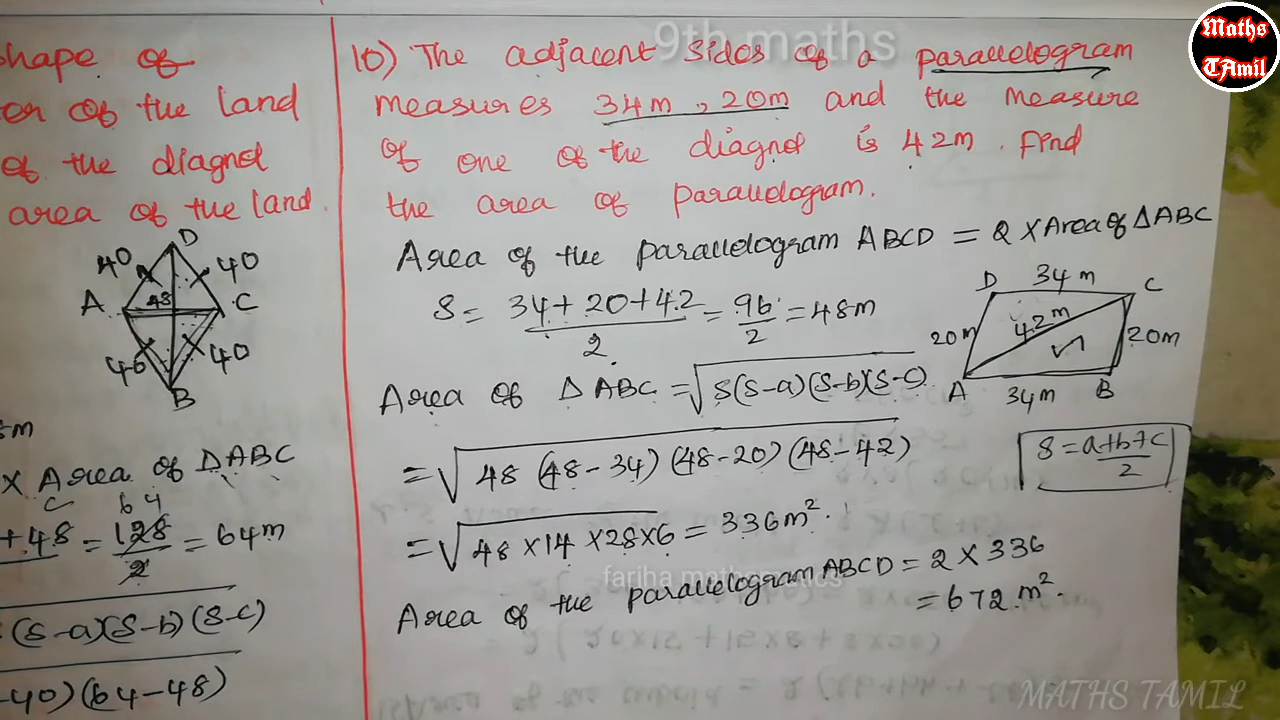 shape of
of the land
of the diagnol
area of the land.
D
40
40
A
48
C
40
40
B
x Area of ΔABC
64
+48 = 128/2 = 64m
(s-a)(s-b)(s-c)
-40)(64-48)
9th maths
10) The adjacent sides of a parallelogram
measures 34m, 20m and the measure
of one of the diagnol is 42m. Find
the area of parallelogram.
Area of the parallelogram ABCD = 2 x Area of ΔABC
S = 34+20+42/2 = 96/2 = 48m
Area of Δ ABC = √S(S-a)(S-b)(S-c)
= √48 (48-34) (48-20) (48-42)
= √48 x 14 x 28 x 6 = 336m².
Area of the parallelogram ABCD = 2 x 336
= 672 m².
D
34 m
C
20m
42m
20m
A
34m
B
S = a+b+c/2
fariha mathematics
Maths
TAmil
MATHS TAMIL